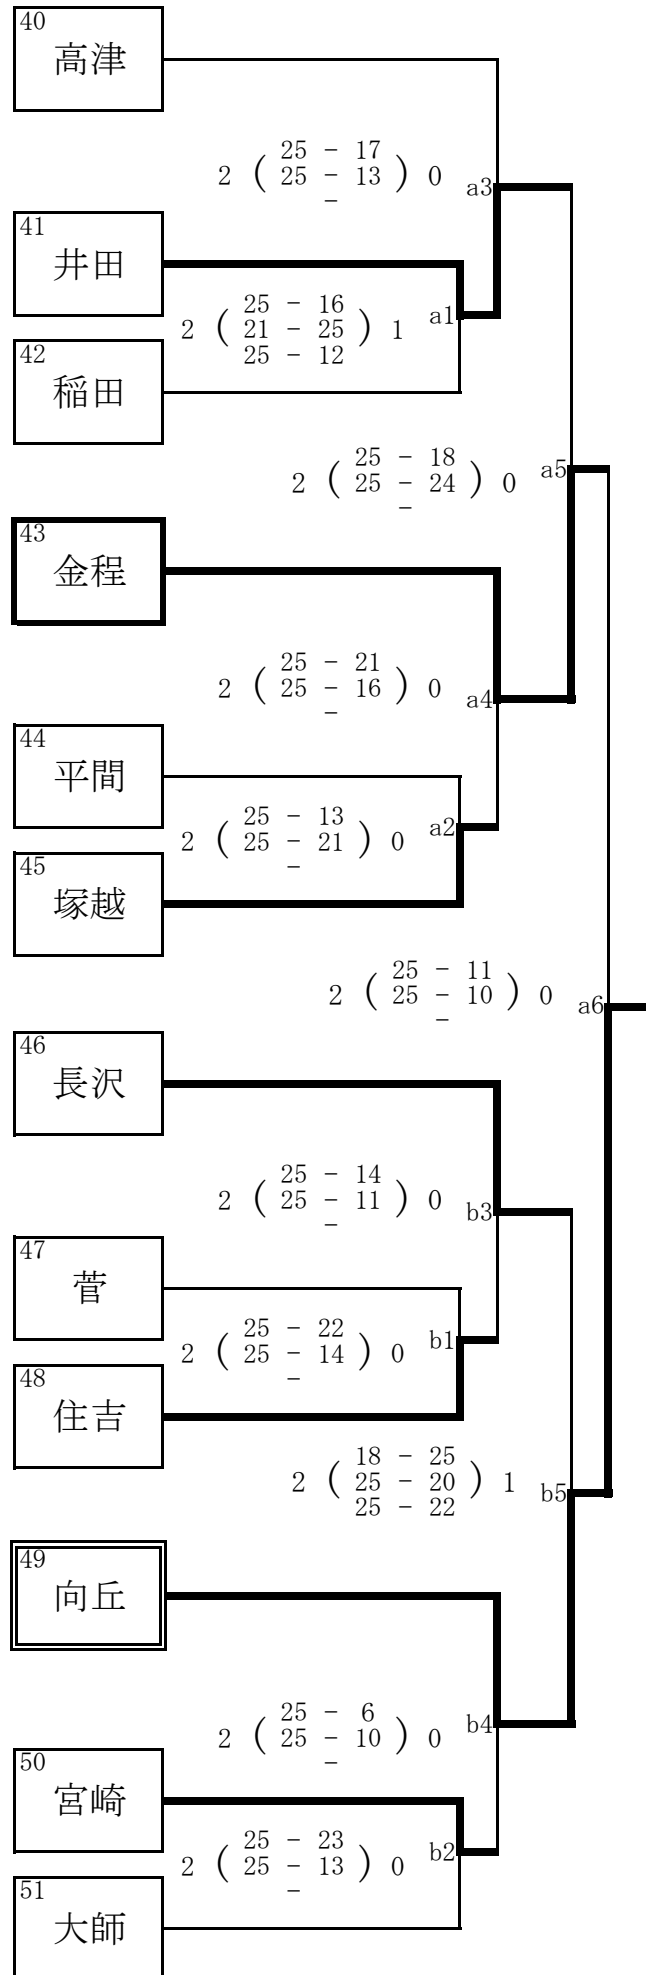 40
高津
25 - 17
2 ( 25 - 13 ) 0
-
a3
41
井田
25 - 16
2 ( 21 - 25 ) 1
25 - 12
a1
42
稲田
25 - 18
2 ( 25 - 24 ) 0
-
a5
43
金程
25 - 21
2 ( 25 - 16 ) 0
-
a4
44
平間
25 - 13
2 ( 25 - 21 ) 0
-
a2
45
塚越
25 - 11
2 ( 25 - 10 ) 0
-
a6
46
長沢
25 - 14
2 ( 25 - 11 ) 0
-
b3
47
菅
25 - 22
2 ( 25 - 14 ) 0
-
b1
48
住吉
18 - 25
2 ( 25 - 20 ) 1
25 - 22
b5
49
向丘
25 - 6
2 ( 25 - 10 ) 0
-
b4
50
宮崎
25 - 23
2 ( 25 - 13 ) 0
-
b2
51
大師